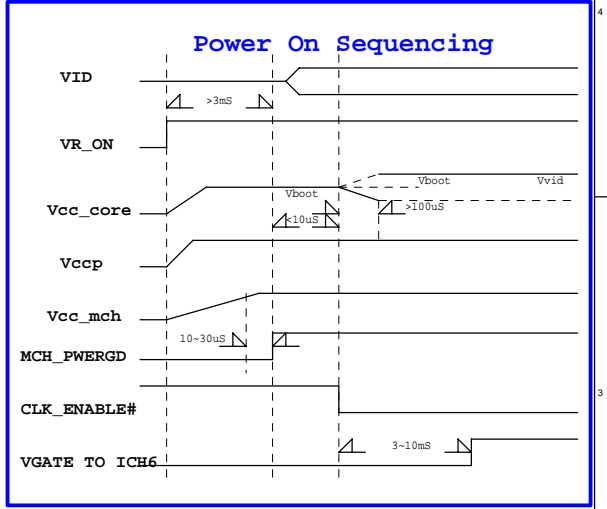 4
Power On Sequencing
VID
>3mS
VR_ON
Vboot
Vboot
Vvid
Vcc_core
>100uS
<10uS
Vccp
Vcc_mch
10~30uS
MCH_PWERGD
3
CLK_ENABLE#
3~10mS
VGATE TO ICH6